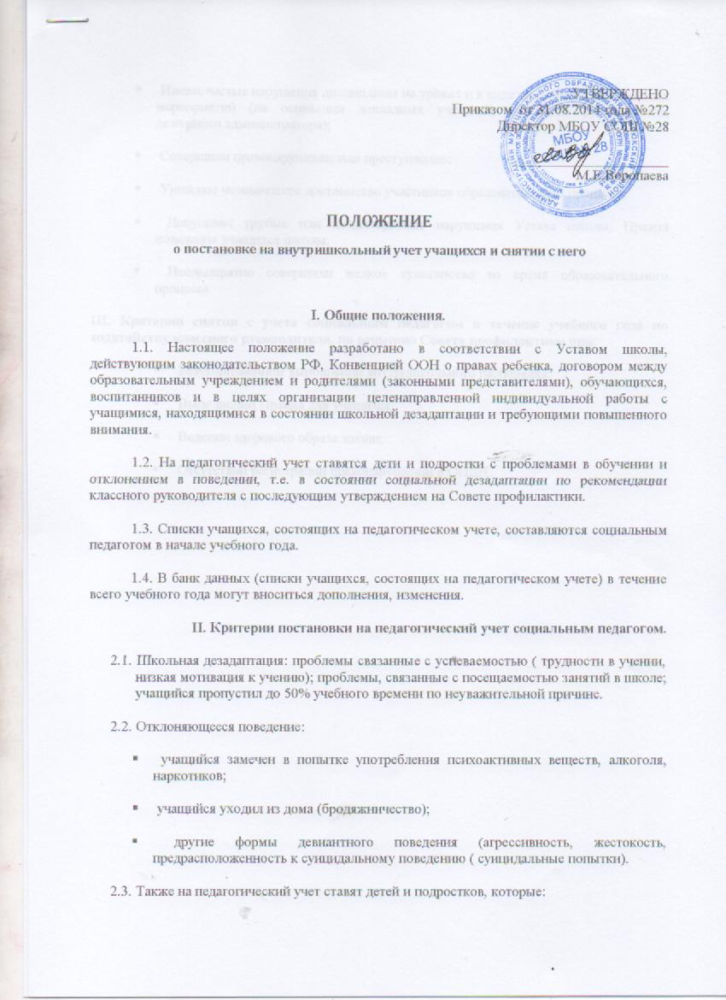 УТВЕРЖДЕНО
Приказом от 31.08.2014 года №272
Директор МБОУ СОШ №28
МБОУ
28
М.Е.Воропаева
ПОЛОЖЕНИЕ
о постановке на внутришкольный учет учащихся и снятии с него
I. Общие положения.
1.1. Настоящее положение разработано в соответствии с Уставом школы,
действующим законодательством РФ, Конвенцией ООН о правах ребенка, договором между
образовательным учреждением и родителями (законными представителями), обучающихся,
воспитанников и в целях организации целенаправленной индивидуальной работы с
учащимися, находящимися в состоянии школьной дезадаптации и требующими повышенного
внимания.
1.2. На педагогический учет ставятся дети и подростки с проблемами в обучении и
отклонением в поведении, т.е. в состоянии социальной дезадаптации по рекомендации
классного руководителя с последующим утверждением на Совете профилактики.
1.3. Списки учащихся, состоящих на педагогическом учете, составляются социальным
педагогом в начале учебного года.
1.4. В банк данных (списки учащихся, состоящих на педагогическом учете) в течение
всего учебного года могут вноситься дополнения, изменения.
II. Критерии постановки на педагогический учет социальным педагогом.
2.1. Школьная дезадаптация: проблемы связанные с успеваемостью ( трудности в учении,
низкая мотивация к учению); проблемы, связанные с посещаемостью занятий в школе;
учащийся пропустил до 50% учебного времени по неуважительной причине.
2.2. Отклоняющееся поведение:
▪ учащийся замечен в попытке употребления психоактивных веществ, алкоголя,
наркотиков;
▪ учащийся уходил из дома (бродяжничество);
▪ другие формы девиантного поведения (агрессивность, жестокость,
предрасположенность к суицидальному поведению ( суицидальные попытки).
2.3. Также на педагогический учет ставят детей и подростков, которые: